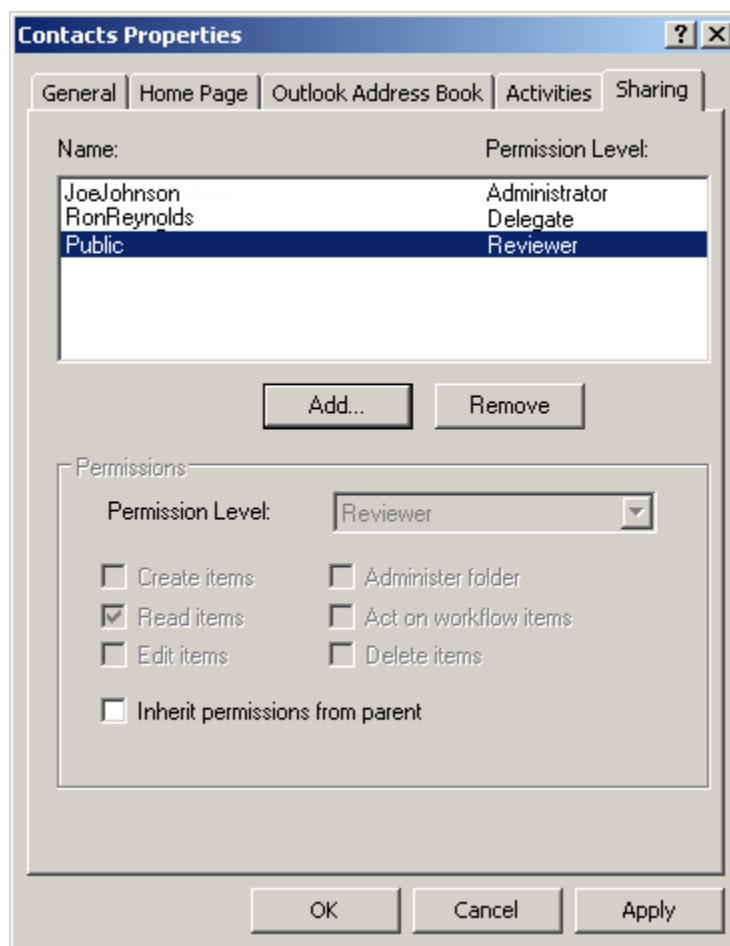 Contacts Properties
General Home Page Outlook Address Book Activities Sharing
Name: Permission Level:
JoeJohnson Administrator
RonReynolds Delegate
Public Reviewer
Add... Remove
Permissions
Permission Level: Reviewer
Create items Administer folder
Read items Act on workflow items
Edit items Delete items
Inherit permissions from parent
OK Cancel Apply